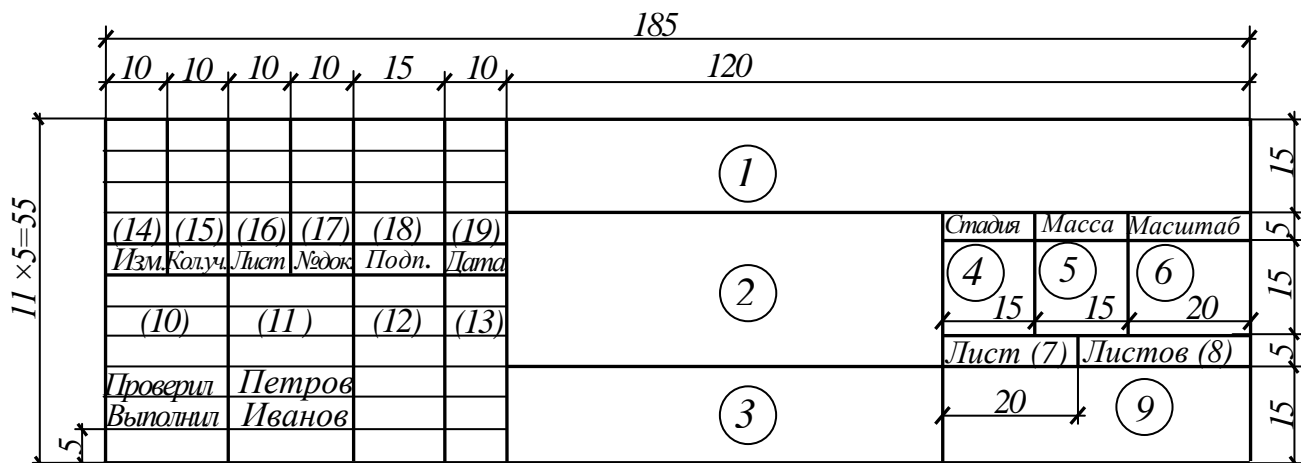 185
10 10 10 10 15 10 120
1 15
(14) (15) (16) (17) (18) (19) Стадия Масса Масштаб 5
Изм. Кол.уч. Лист №док. Подп. Дата
11×5=55
2 4 5 6 15
(10) (11) (12) (13) 15 15 20
Лист (7) Листов (8) 5
Проверил Петров
Выполнил Иванов
3 20 9 15
5